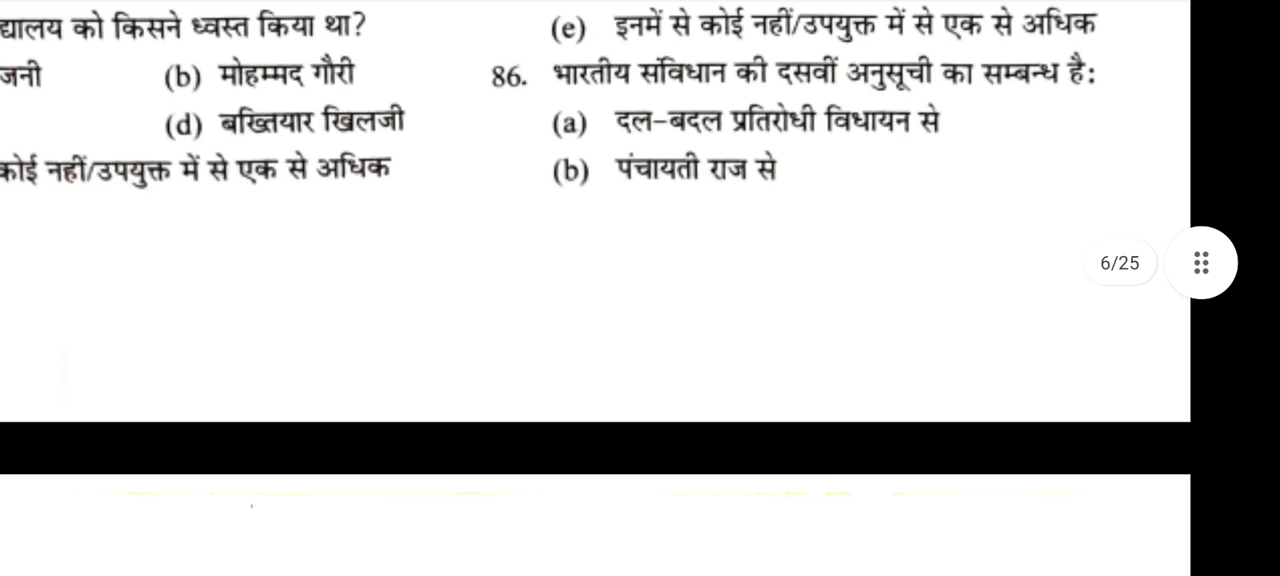 द्यालय को किसने ध्वस्त किया था?
जनी (b) मोहम्मद गौरी
(d) बख्तियार खिलजी
कोई नहीं/उपयुक्त में से एक से अधिक
(e) इनमें से कोई नहीं/उपयुक्त में से एक से अधिक
86. भारतीय संविधान की दसवीं अनुसूची का सम्बन्ध है:
(a) दल-बदल प्रतिरोधी विधायन से
(b) पंचायती राज से
6/25